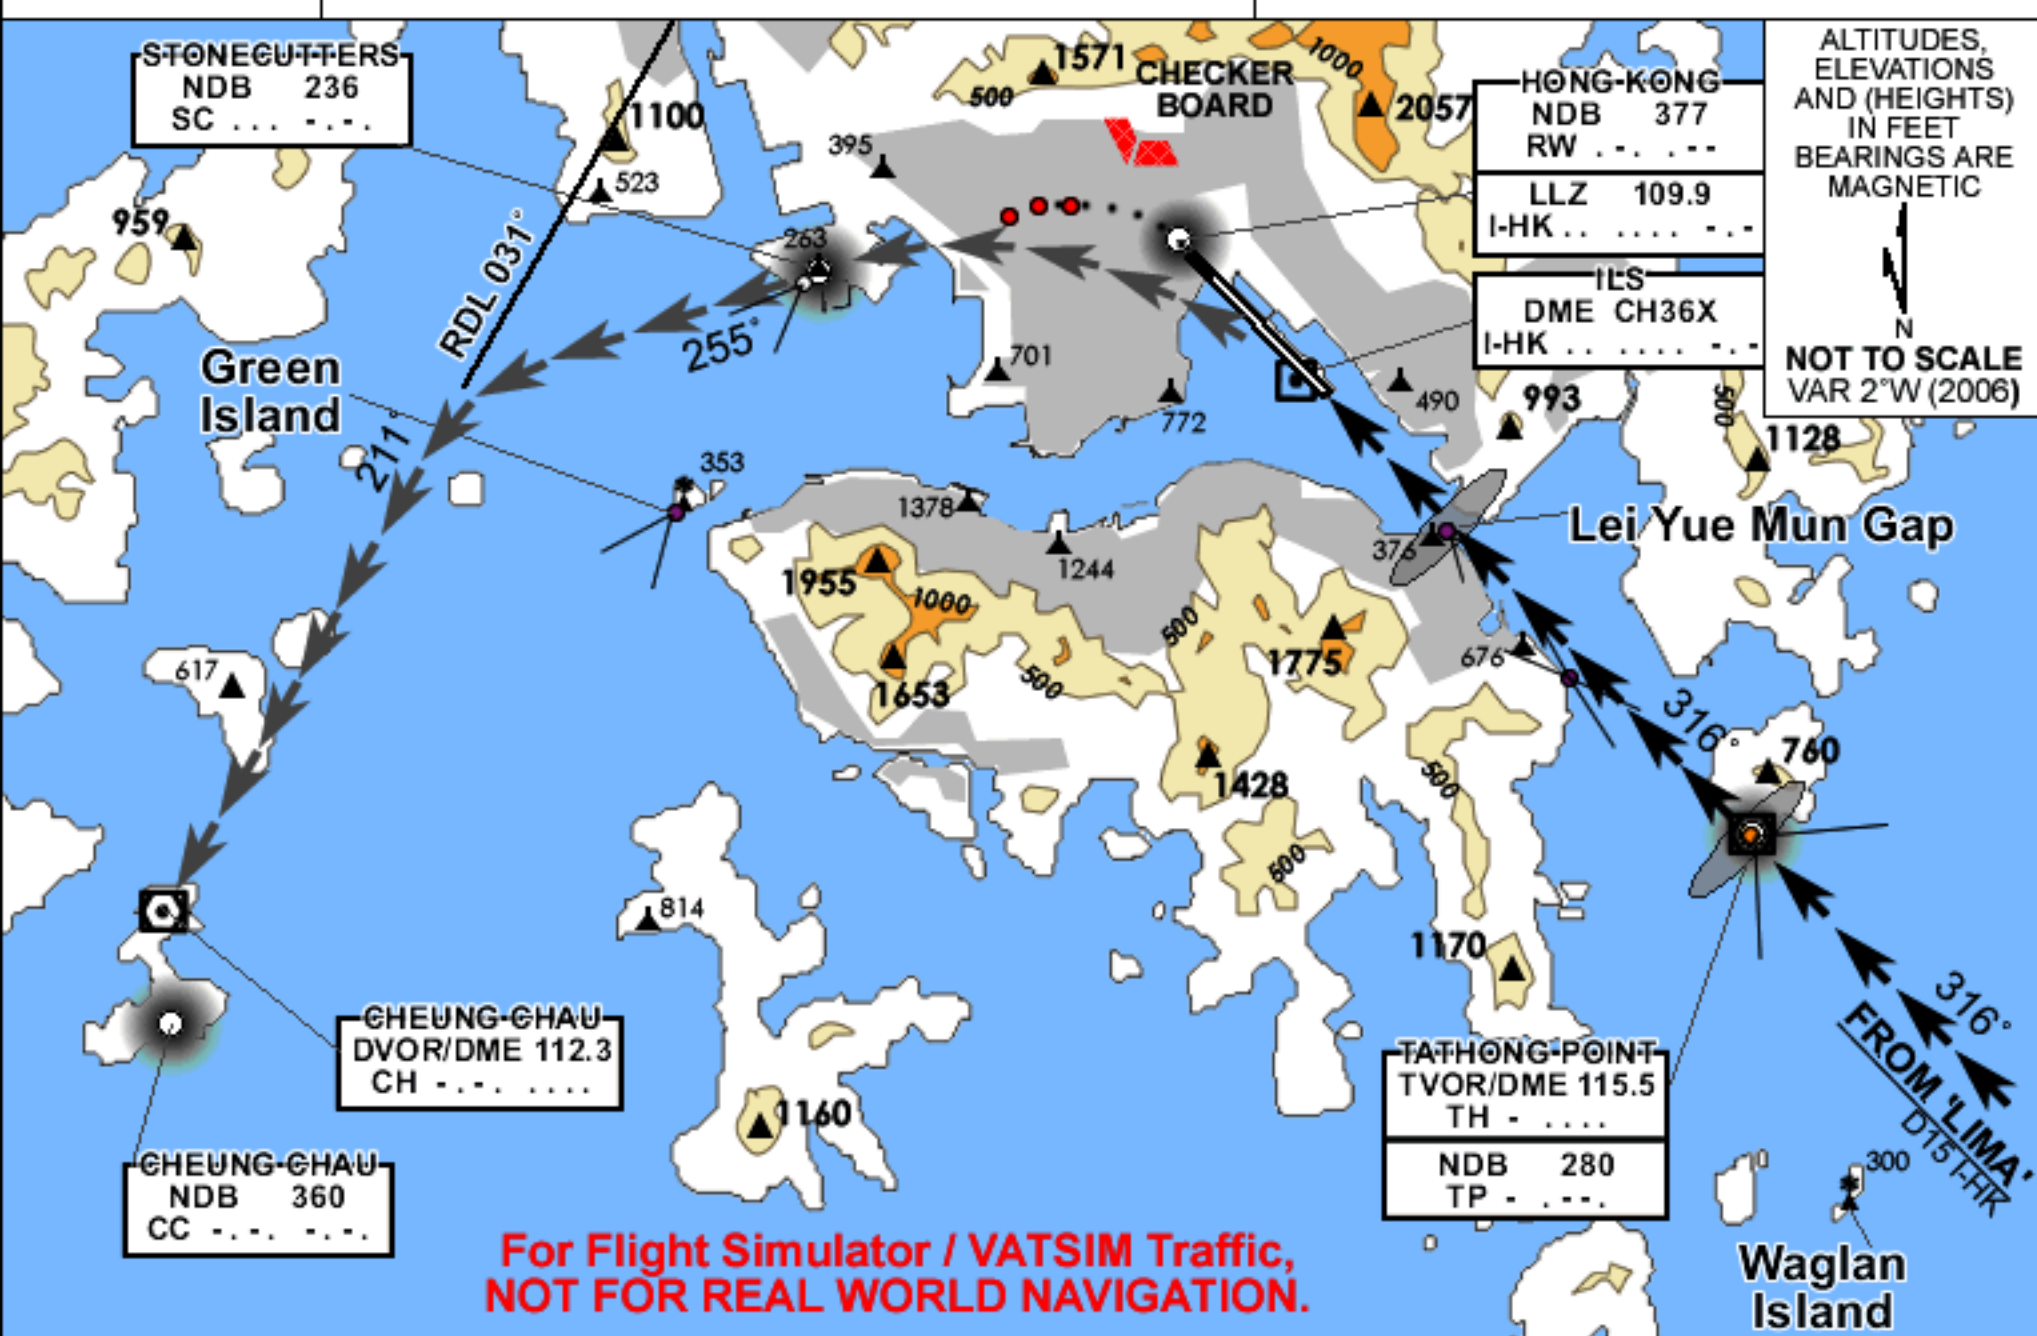 STONECUTTERS
NDB 236
SC ... -.-.
1571
500
CHECKER
BOARD
1000
2057
HONG KONG
NDB 377
RW .-. .--
LLZ 109.9
I-HK .. .... -.-
ILS
DME CH36X
I-HK .. .... -.-
ALTITUDES,
ELEVATIONS
AND (HEIGHTS)
IN FEET
BEARINGS ARE
MAGNETIC
N
NOT TO SCALE
VAR 2°W (2006)
1100
523
395
959
263
RDL 031°
255°
Green
Island
211°
701
772
490
993
500
1128
353
1378
1244
376
Lei Yue Mun Gap
1955
1000
1653
500
500
1775
676
316°
760
617
1428
500
500
814
1170
316°
FROM 'LIMA'
D15 I-HK
CHEUNG CHAU
DVOR/DME 112.3
CH -.-. ....
1160
CHEUNG CHAU
NDB 360
CC -.-. -.-.
TATHONG POINT
TVOR/DME 115.5
TH - ....
NDB 280
TP - .--.
300
Waglan
Island
For Flight Simulator / VATSIM Traffic,
NOT FOR REAL WORLD NAVIGATION.